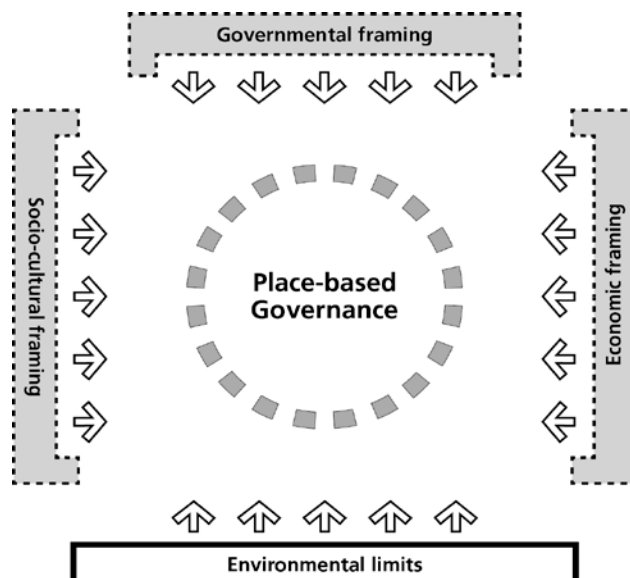 Governmental framing
Socio-cultural framing
Place-based
Governance
Economic framing
Environmental limits